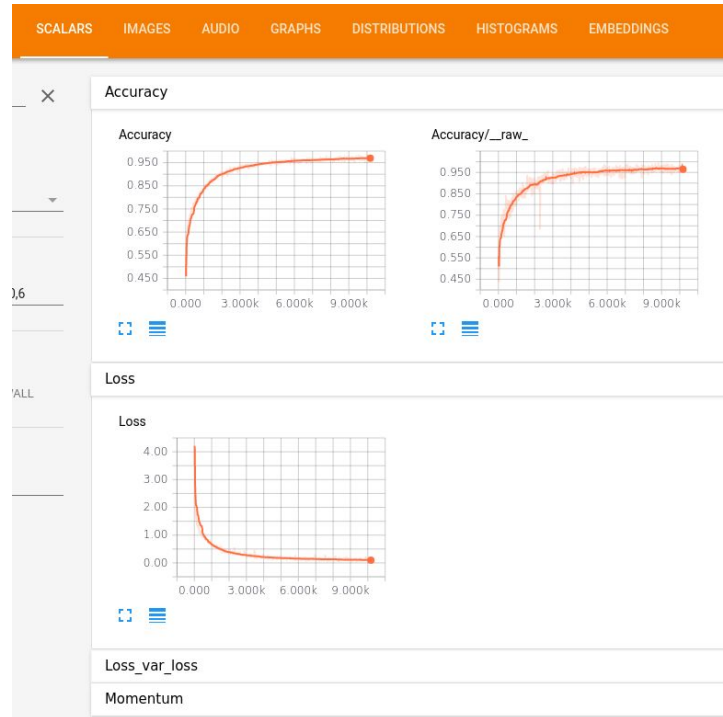 SCALARS IMAGES AUDIO GRAPHS DISTRIBUTIONS HISTOGRAMS EMBEDDINGS
Accuracy
Accuracy
0.950
0.850
0.750
0.650
0.550
0.450
0.000 3.000k 6.000k 9.000k
Accuracy/__raw_
0.950
0.850
0.750
0.650
0.550
0.450
0.000 3.000k 6.000k 9.000k
),6
Loss
/ALL
Loss
4.00
3.00
2.00
1.00
0.00
0.000 3.000k 6.000k 9.000k
Loss_var_loss
Momentum